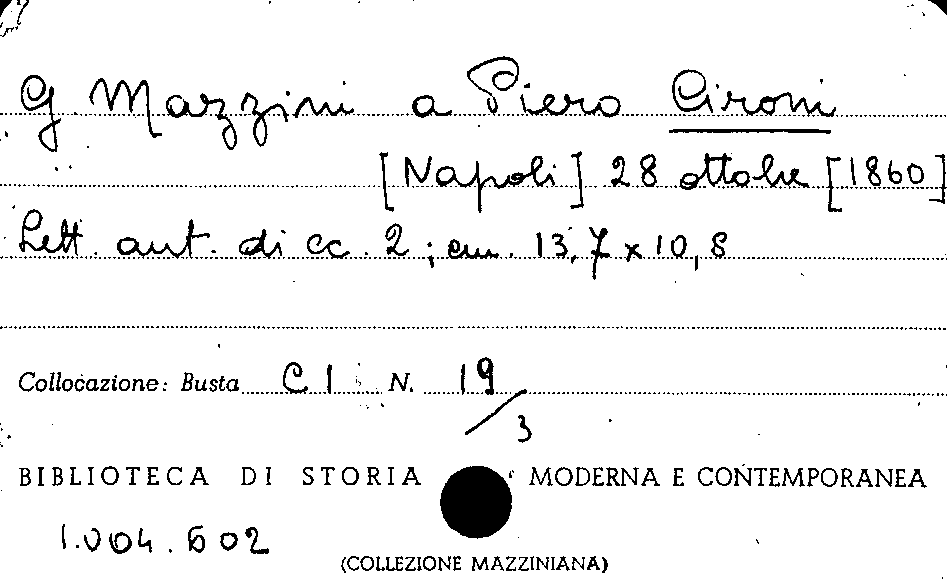 G Mazzini a Piero Cironi
[Napoli] 28 ottobre [1860]
Lett. aut. di cc. 2; cm. 13,7 x 10,8
Collocazione: Busta C I N. 19/3
BIBLIOTECA DI STORIA MODERNA E CONTEMPORANEA
1.004.602
(COLLEZIONE MAZZINIANA)